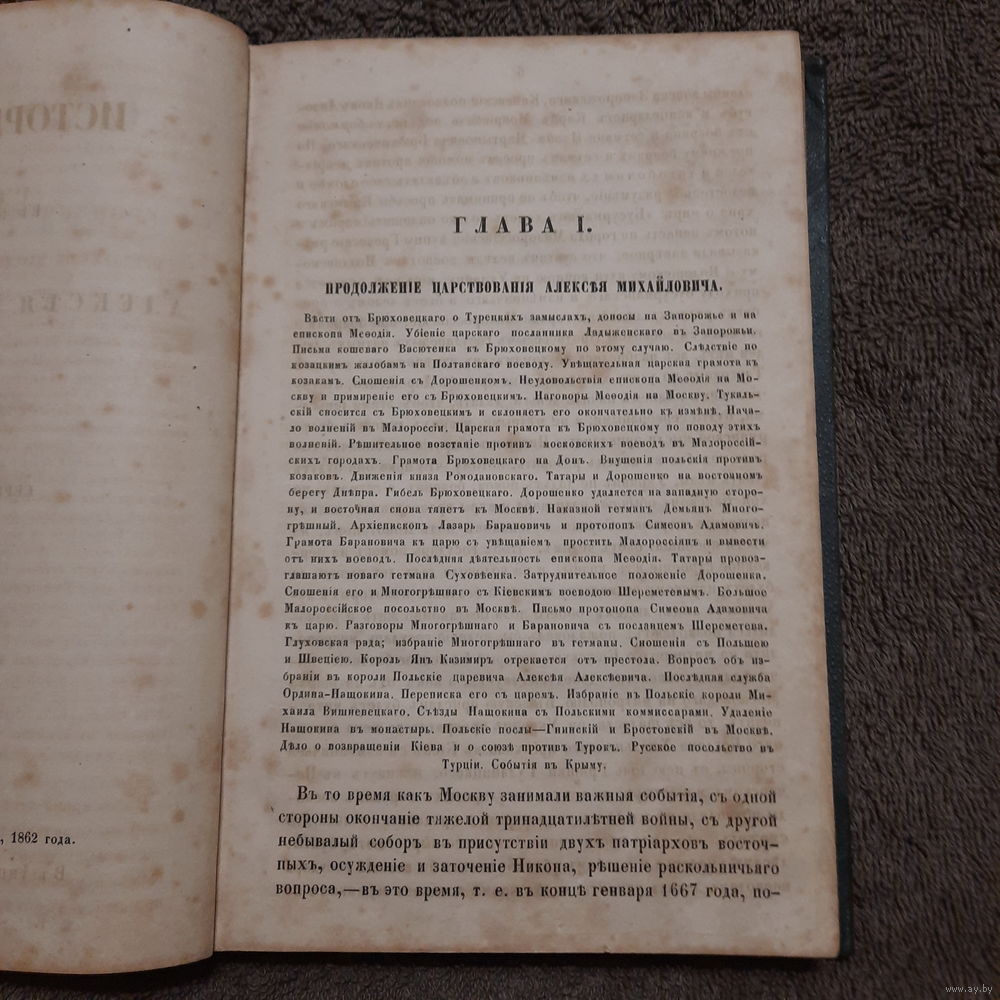 , 1862 года.
ГЛАВА I.
ПРОДОЛЖЕНІЕ ЦАРСТВОВАНІЯ АЛЕКСѢЯ МИХАЙЛОВИЧА.
Вѣсти отъ Брюховецкаго о Турецкихъ замыслахъ, доносы на Запорожье и на
епископа Меѳодія. Убіеніе царскаго посланника Ладыженскаго въ Запорожьи.
Письма кошеваго Васютенка къ Брюховецкому по этому случаю. Слѣдствіе по
козацкимъ жалобамъ на Полтавскаго воеводу. Увѣщательная царская грамота къ
козакамъ. Сношенія съ Дорошенкомъ. Неудовольствія епископа Меѳодія на Мо-
скву и примиреніе его съ Брюховецкимъ. Наговоры Меѳодія на Москву. Тукаль-
скій сносится съ Брюховецкимъ и склоняетъ его окончательно къ измѣнѣ. Нача-
ло волненій въ Малороссіи. Царская грамота къ Брюховецкому по поводу этихъ
волненій. Рѣшительное возстаніе противъ московскихъ воеводъ въ Малороссій-
скихъ городахъ. Грамота Брюховецкаго на Донъ. Внушенія польскія противъ
козаковъ. Движенія князя Ромодановскаго. Татары и Дорошенко на восточномъ
берегу Днѣпра. Гибель Брюховецкаго. Дорошенко удаляется на западную сторо-
ну, и восточная снова тянетъ къ Москвѣ. Наказной гетманъ Демьянъ Много-
грѣшный. Архіепископъ Лазарь Барановичъ и протопопъ Симеонъ Адамовичь.
Грамота Барановича къ царю съ увѣщаніемъ простить Малороссіянъ и вывести
отъ нихъ воеводъ. Послѣдняя дѣятельность епископа Меѳодія. Татары провоз-
глашаютъ новаго гетмана Суховѣенка. Затруднительное положеніе Дорошенка.
Сношенія его и Многогрѣшнаго съ Кіевскимъ воеводою Шереметевымъ. Большое
Малороссійское посольство въ Москвѣ. Письмо протопопа Симеона Адамовича
къ царю. Разговоры Многогрѣшнаго и Барановича съ посланцемъ Шереметева.
Глуховская рада; избраніе Многогрѣшнаго въ гетманы. Сношенія съ Польшею
и Швеціею. Король Янъ Казимиръ отрекается отъ престола. Вопросъ объ из-
браніи въ короли Польскіе царевича Алексѣя Алексѣевича. Послѣдняя служба
Ордина-Нащокина. Переписка его съ царемъ. Избраніе въ Польскіе короли Ми-
хаила Вишневецкаго. Съѣзды Нащокина съ Польскими коммиссарами. Удаленіе
Нащокина въ монастырь. Польскіе послы—Гнинскій и Бростовскій въ Москвѣ.
Дѣло о возвращеніи Кіева и о союзѣ противъ Турокъ. Русское посольство въ
Турціи. Событія въ Крыму.
Въ то время какъ Москву занимали важныя событія, съ одной
стороны окончаніе тяжелой тринадцатилѣтней войны, съ другой
небывалый соборъ въ присутствіи двухъ патріарховъ восточ-
ныхъ, осужденіе и заточеніе Никона, рѣшеніе раскольничьяго
вопроса,—въ это время, т. е. въ концѣ генваря 1667 года, по-
www.ay.by